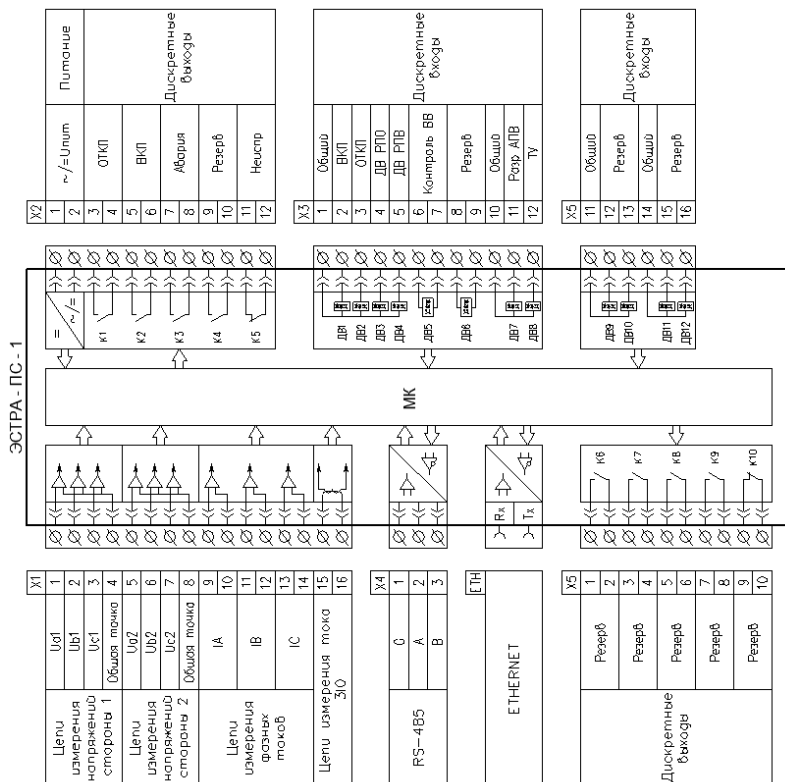 ЭСТРА - ПС - 1
X2
1 ~/=Uпит
2
Питание
3 ОТКЛ
4
5 ВКЛ
6
7 Авария
8
9 Резерв
10
11 Неиспр
12
Дискретные
выходы
X3
1 Общий
2 ВКЛ
3 ОТКЛ
4 ДВ РПО
5 ДВ РПВ
6 Контроль ВВ
7
8 Резерв
9
10 Общий
11 Разр АПВ
12 ТУ
Дискретные
входы
X5
11 Общий
12 Резерв
13
14 Общий
15 Резерв
16
Дискретные
входы
=
~/=
К1
К2
К3
К4
К5
ДВ1
ДВ2
ДВ3
ДВ4
ДВ5
ДВ6
ДВ7
ДВ8
ДВ9
ДВ10
ДВ11
ДВ12
МК
Rx
Tx
К6
К7
К8
К9
К10
X1
1 Ua1
2 Ub1
3 Uc1
4 Общая точка
Цепи
измерения
напряжений
стороны 1
5 Ua2
6 Ub2
7 Uc2
8 Общая точка
Цепи
измерения
напряжений
стороны 2
9 IA
10
11 IB
12
13 IC
14
Цепи
измерения
фазных
токов
15
16
Цепи измерения тока
3I0
X4
1 G
2 A
3 B
RS-485
ETH
ETHERNET
X5
1 Резерв
2
3 Резерв
4
5 Резерв
6
7 Резерв
8
9 Резерв
10
Дискретные
выходы